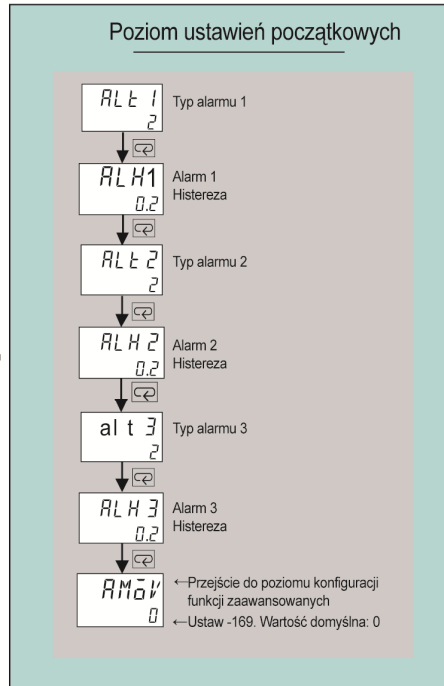 Poziom ustawień początkowych
ALt 1
Typ alarmu 1
2
ALH1
Alarm 1
Histereza
0.2
ALt 2
Typ alarmu 2
2
ALH 2
Alarm 2
Histereza
0.2
alt 3
Typ alarmu 3
2
ALH 3
Alarm 3
Histereza
0.2
AMōV
←Przejście do poziomu konfiguracji
funkcji zaawansowanych
0
←Ustaw -169. Wartość domyślna: 0